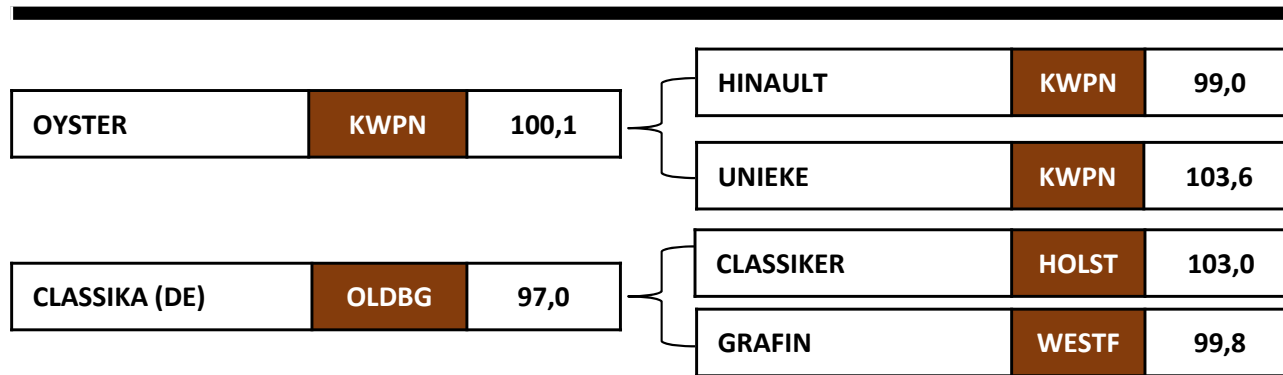 OYSTER KWPN 100,1
HINAULT KWPN 99,0
UNIEKE KWPN 103,6
CLASSIKA (DE) OLDBG 97,0
CLASSIKER HOLST 103,0
GRAFIN WESTF 99,8